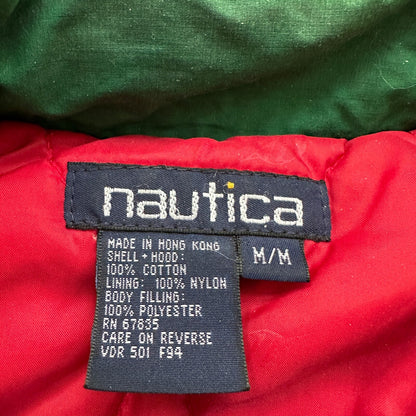 nautica
M/M
MADE IN HONG KONG
SHELL + HOOD:
100% COTTON
LINING: 100% NYLON
BODY FILLING:
100% POLYESTER
RN 67835
CARE ON REVERSE
VDR 501 F94